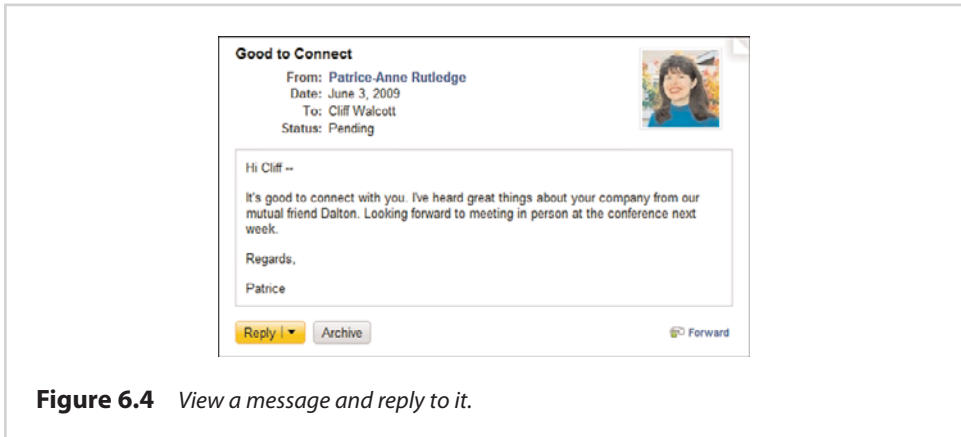 Good to Connect
From: Patrice-Anne Rutledge
Date: June 3, 2009
To: Cliff Walcott
Status: Pending
Hi Cliff --
It's good to connect with you. I've heard great things about your company from our
mutual friend Dalton. Looking forward to meeting in person at the conference next
week.
Regards,
Patrice
Reply
Archive
Forward
Figure 6.4 View a message and reply to it.